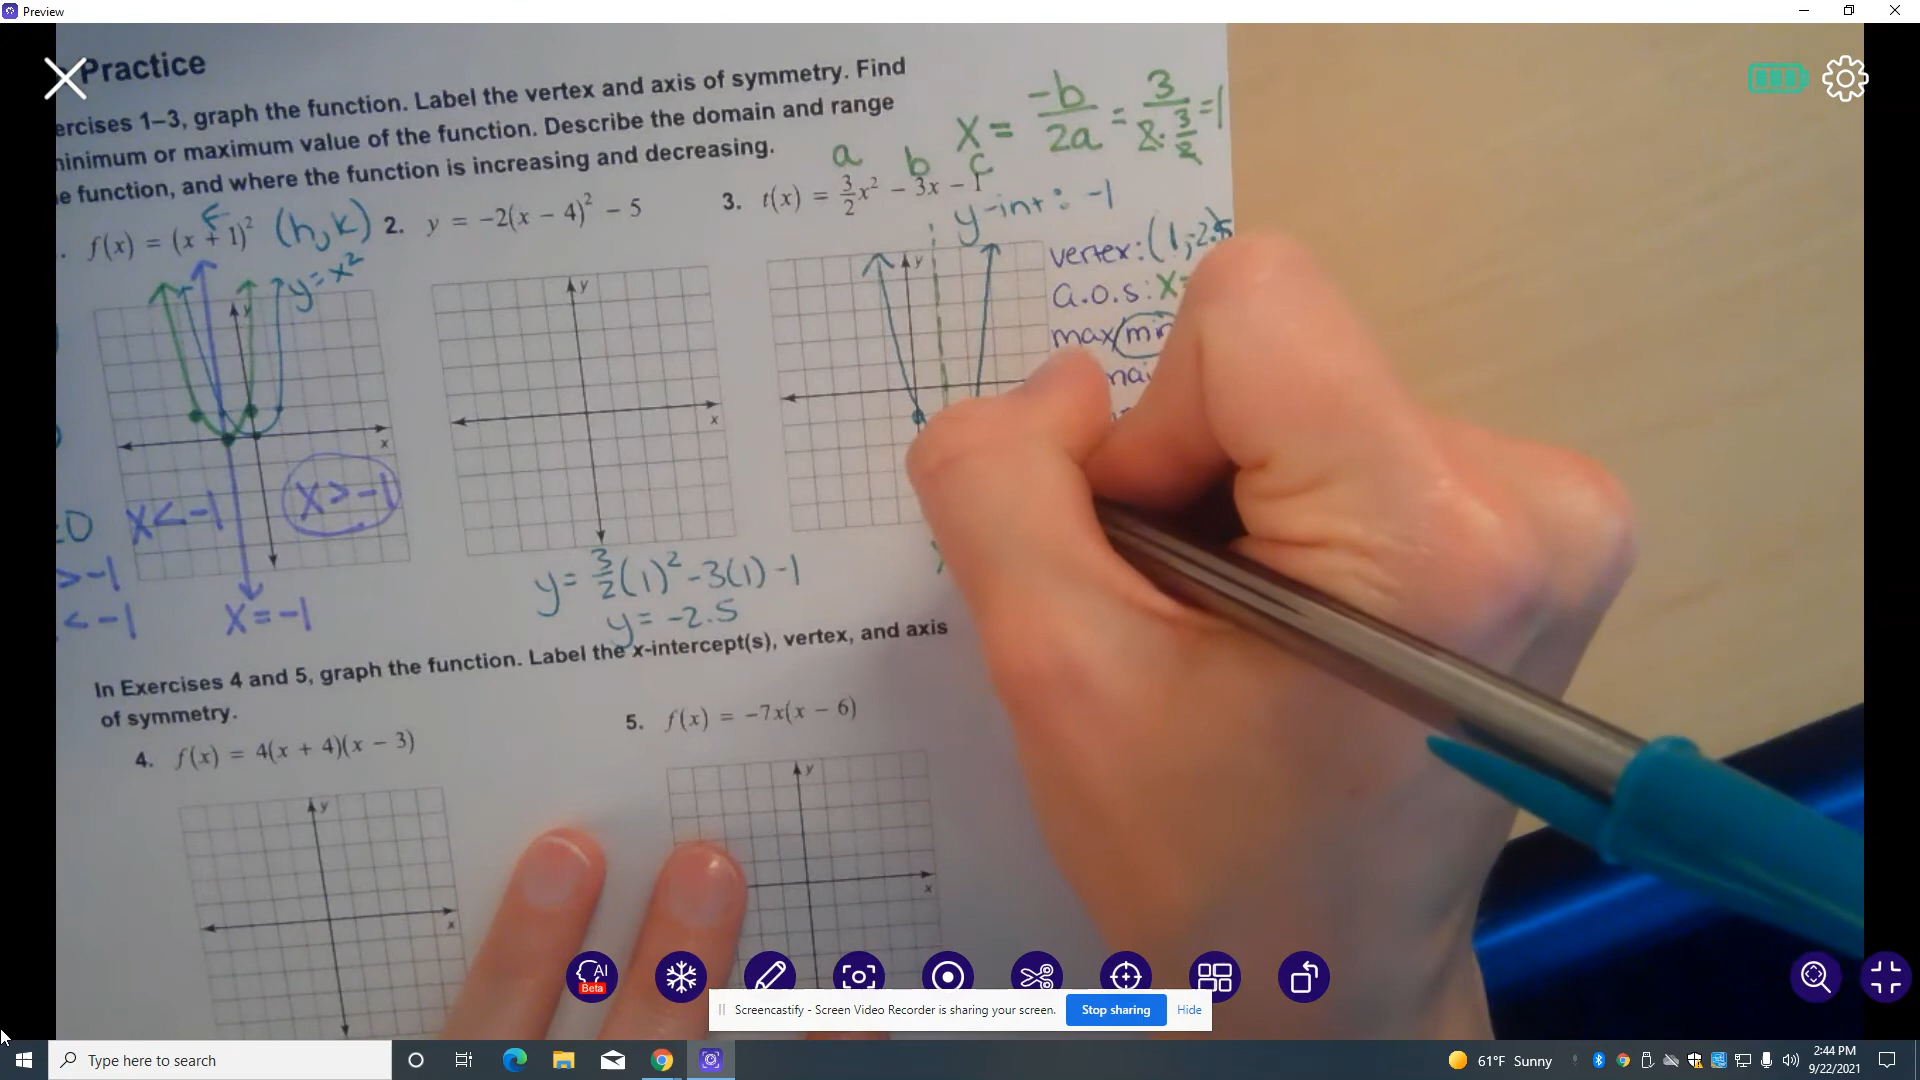 Preview
Practice
ercises 1–3, graph the function. Label the vertex and axis of symmetry. Find
minimum or maximum value of the function. Describe the domain and range
e function, and where the function is increasing and decreasing.
x = -b/2a = 3/2·3/2 = 1
a b c
f(x) = (x + 1)²
(h, k)
2. y = −2(x − 4)² − 5
3. t(x) = 3/2x² − 3x − 1
y-int: -1
vertex: (1, -2.5)
a.o.s: x=
max/min
y=x²
y
y
y
x
x
x<-1
x>-1
>-1
<-1
x=-1
y = 3/2(1)² -3(1) -1
y = -2.5
In Exercises 4 and 5, graph the function. Label the x-intercept(s), vertex, and axis
of symmetry.
4. f(x) = 4(x + 4)(x − 3)
5. f(x) = −7x(x − 6)
y
y
x
x
AI
Beta
Screencastify - Screen Video Recorder is sharing your screen.
Stop sharing
Hide
Type here to search
61°F Sunny
2:44 PM
9/22/2021